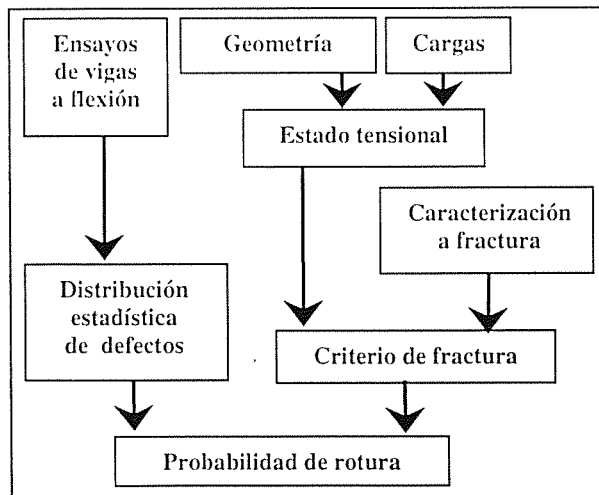 Ensayos
de vigas
a flexión
Geometría
Cargas
Estado tensional
Caracterización
a fractura
Distribución
estadística
de defectos
Criterio de fractura
Probabilidad de rotura